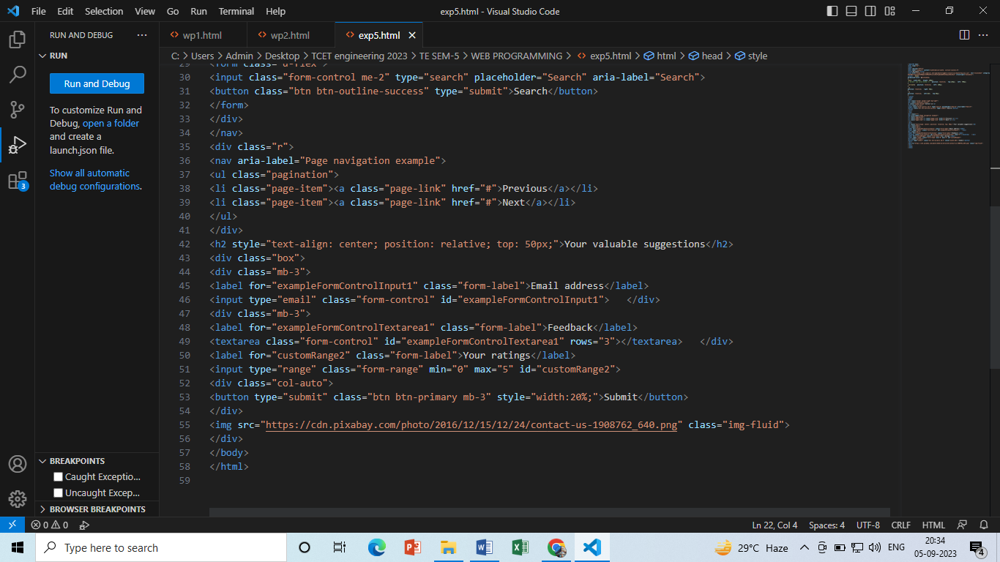 File Edit Selection View Go Run Terminal Help
exp5.html - Visual Studio Code
RUN AND DEBUG
wp1.html
wp2.html
exp5.html
C: > Users > Admin > Desktop > TCET engineering 2023 > TE SEM-5 > WEB PROGRAMMING > exp5.html > html > head > style
RUN
Run and Debug
To customize Run and
Debug, open a folder
and create a
launch.json file.
Show all automatic
debug configurations.
3
29 <form class="d-flex">
30 <input class="form-control me-2" type="search" placeholder="Search" aria-label="Search">
31 <button class="btn btn-outline-success" type="submit">Search</button>
32 </form>
33 </div>
34 </nav>
35 <div class="r">
36 <nav aria-label="Page navigation example">
37 <ul class="pagination">
38 <li class="page-item"><a class="page-link" href="#">Previous</a></li>
39 <li class="page-item"><a class="page-link" href="#">Next</a></li>
40 </ul>
41 </div>
42 <h2 style="text-align: center; position: relative; top: 50px;">Your valuable suggestions</h2>
43 <div class="box">
44 <div class="mb-3">
45 <label for="exampleFormControlInput1" class="form-label">Email address</label>
46 <input type="email" class="form-control" id="exampleFormControlInput1">   </div>
47 <div class="mb-3">
48 <label for="exampleFormControlTextarea1" class="form-label">Feedback</label>
49 <textarea class="form-control" id="exampleFormControlTextarea1" rows="3"></textarea>   </div>
50 <label for="customRange2" class="form-label">Your ratings</label>
51 <input type="range" class="form-range" min="0" max="5" id="customRange2">
52 <div class="col-auto">
53 <button type="submit" class="btn btn-primary mb-3" style="width:20%;">Submit</button>
54 </div>
55 <img src="https://cdn.pixabay.com/photo/2016/12/15/12/24/contact-us-1908762_640.png" class="img-fluid">
56 </div>
57 </body>
58 </html>
59
BREAKPOINTS
Caught Exceptio...
Uncaught Excep...
BROWSER BREAKPOINTS
0 0
Ln 22, Col 4 Spaces: 4 UTF-8 CRLF HTML
Type here to search
29°C Haze
ENG
20:34
05-09-2023
4